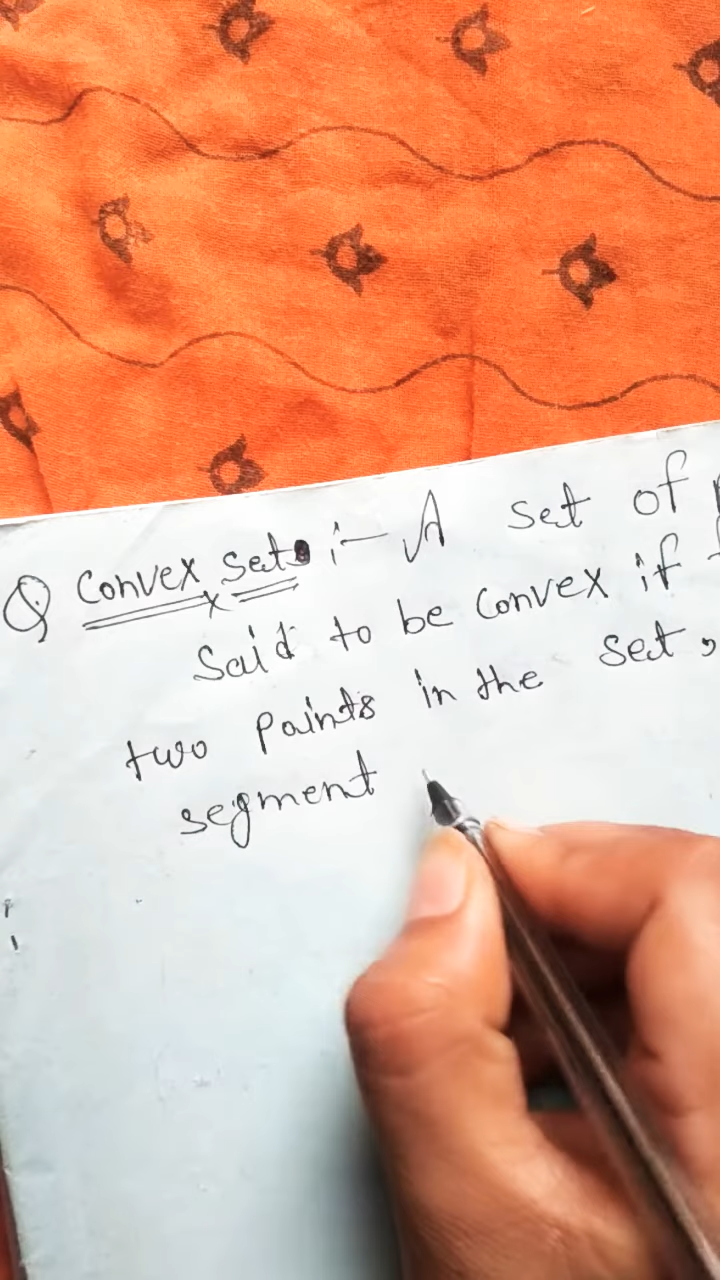 Q Convex Set :- A set of
Said to be convex if
two points in the set,
segment